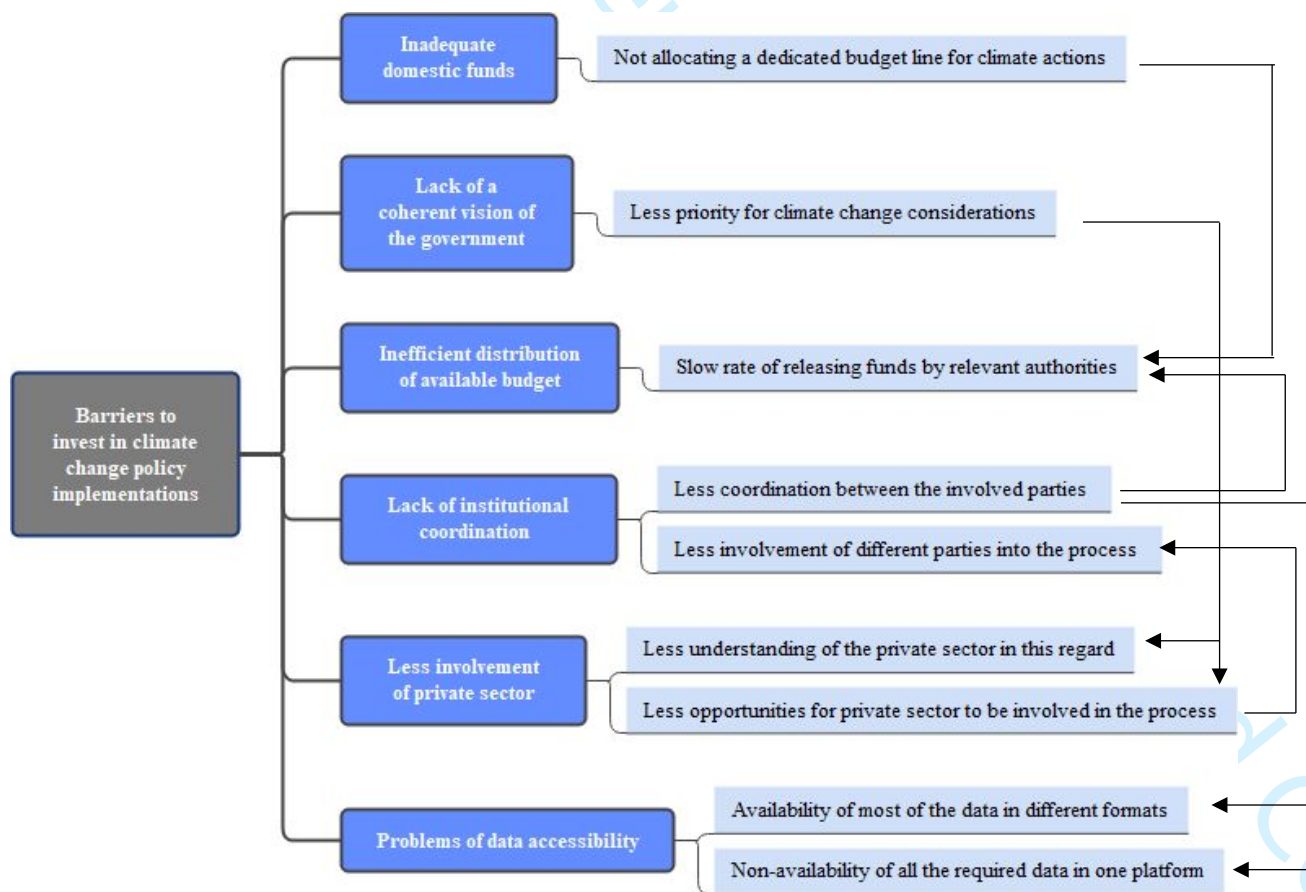 Inadequate
domestic funds
Not allocating a dedicated budget line for climate actions
Lack of a
coherent vision of
the government
Less priority for climate change considerations
Inefficient distribution
of available budget
Slow rate of releasing funds by relevant authorities
Barriers to
invest in climate
change policy
implementations
Lack of institutional
coordination
Less coordination between the involved parties
Less involvement of different parties into the process
Less involvement
of private sector
Less understanding of the private sector in this regard
Less opportunities for private sector to be involved in the process
Problems of data accessibility
Availability of most of the data in different formats
Non-availability of all the required data in one platform